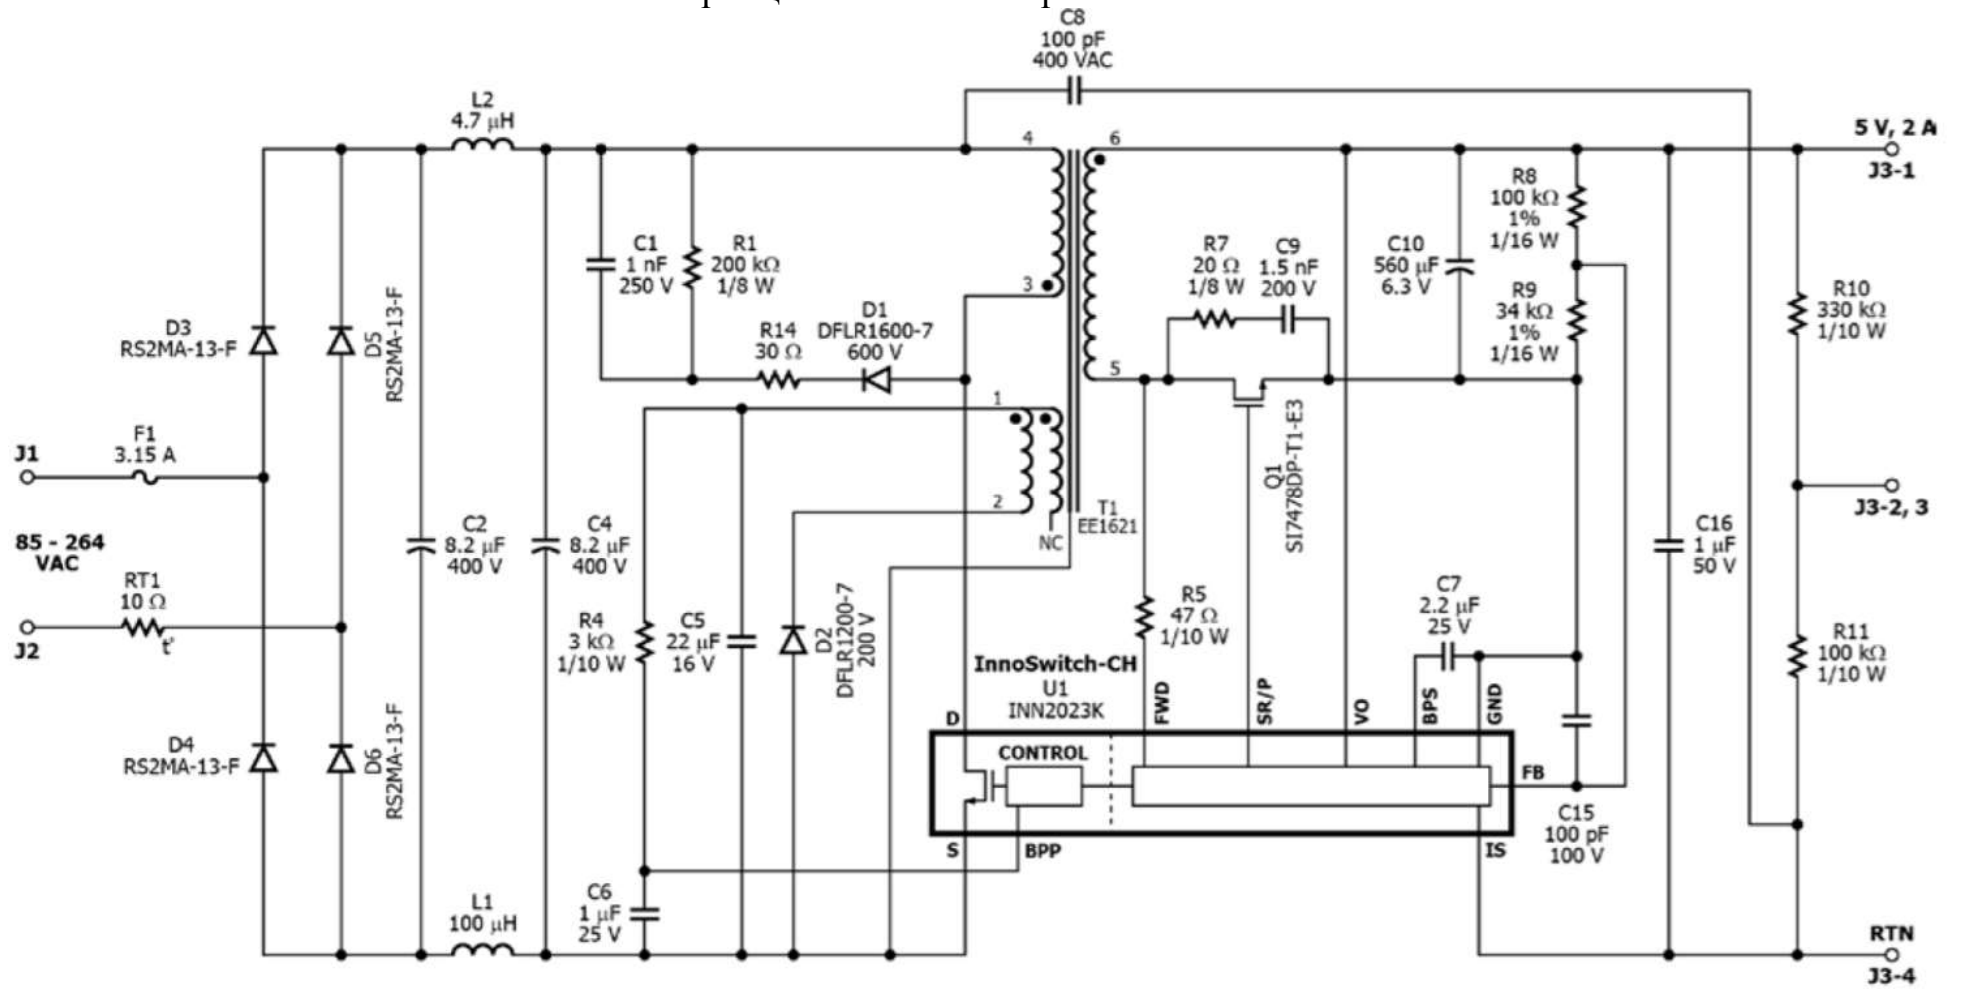 C8
100 pF
400 VAC
L2
4.7 μH
4
6
5 V, 2 A
J3-1
C1
1 nF
250 V
R1
200 kΩ
1/8 W
R14
30 Ω
D1
DFLR1600-7
600 V
3
R7
20 Ω
1/8 W
C9
1.5 nF
200 V
C10
560 μF
6.3 V
R8
100 kΩ
1%
1/16 W
R9
34 kΩ
1%
1/16 W
R10
330 kΩ
1/10 W
D3
RS2MA-13-F
D5
RS2MA-13-F
5
1
2
NC
T1
EE1621
Q1
SI7478DP-T1-E3
J1
F1
3.15 A
85 - 264
VAC
RT1
10 Ω
t°
J2
C2
8.2 μF
400 V
C4
8.2 μF
400 V
J3-2, 3
C16
1 μF
50 V
R4
3 kΩ
1/10 W
C5
22 μF
16 V
D2
DFLR1200-7
200 V
R5
47 Ω
1/10 W
C7
2.2 μF
25 V
R11
100 kΩ
1/10 W
InnoSwitch-CH
U1
INN2023K
D
FWD
SR/P
VO
BPS
GND
CONTROL
FB
S
BPP
IS
C15
100 pF
100 V
D4
RS2MA-13-F
D6
RS2MA-13-F
L1
100 μH
C6
1 μF
25 V
RTN
J3-4